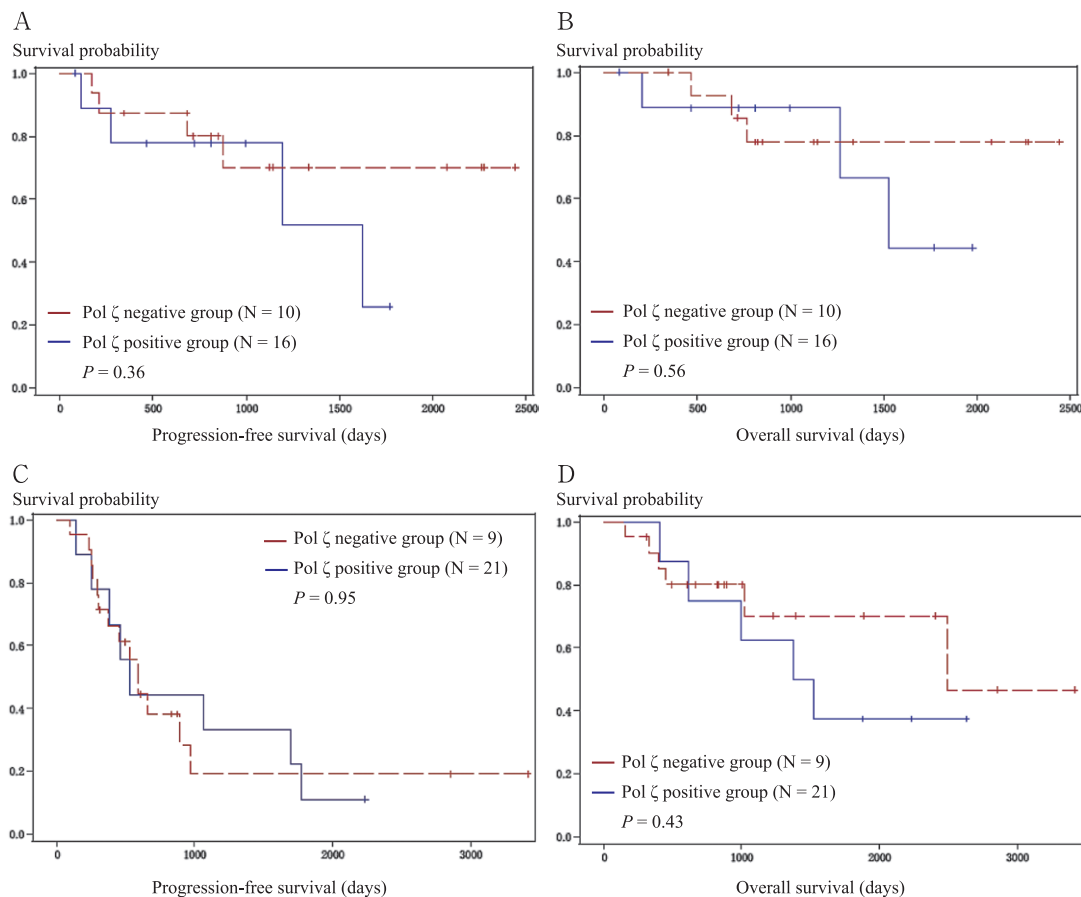 A
Survival probability
1.0
0.8
0.6
0.4
0.2
0.0
Pol ζ negative group (N = 10)
Pol ζ positive group (N = 16)
P = 0.36
0 500 1000 1500 2000 2500
Progression-free survival (days)
B
Survival probability
1.0
0.8
0.6
0.4
0.2
0.0
Pol ζ negative group (N = 10)
Pol ζ positive group (N = 16)
P = 0.56
0 500 1000 1500 2000 2500
Overall survival (days)
C
Survival probability
1.0
0.8
0.6
0.4
0.2
0.0
Pol ζ negative group (N = 9)
Pol ζ positive group (N = 21)
P = 0.95
0 1000 2000 3000
Progression-free survival (days)
D
Survival probability
1.0
0.8
0.6
0.4
0.2
0.0
Pol ζ negative group (N = 9)
Pol ζ positive group (N = 21)
P = 0.43
0 1000 2000 3000
Overall survival (days)